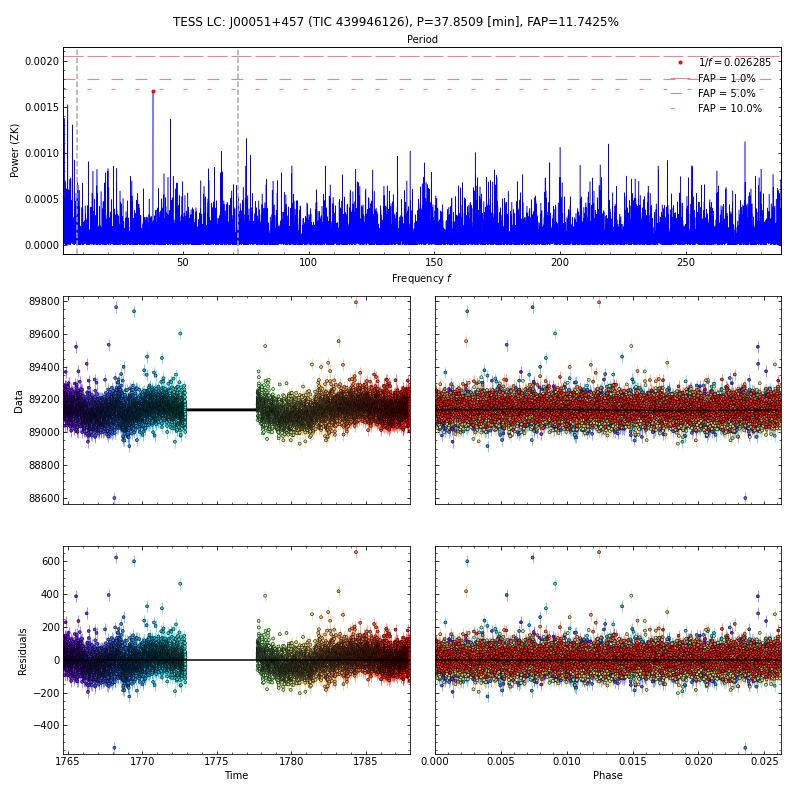 TESS LC: J00051+457 (TIC 439946126), P=37.8509 [min], FAP=11.7425%
Period
0.0020
0.0015
0.0010
0.0005
0.0000
Power (ZK)
1/f = 0.026285
FAP = 1.0%
FAP = 5.0%
FAP = 10.0%
50 100 150 200 250
Frequency f
89800
89600
89400
89200
89000
88800
88600
Data
600
400
200
0
−200
−400
Residuals
1765 1770 1775 1780 1785
Time
0.000 0.005 0.010 0.015 0.020 0.025
Phase